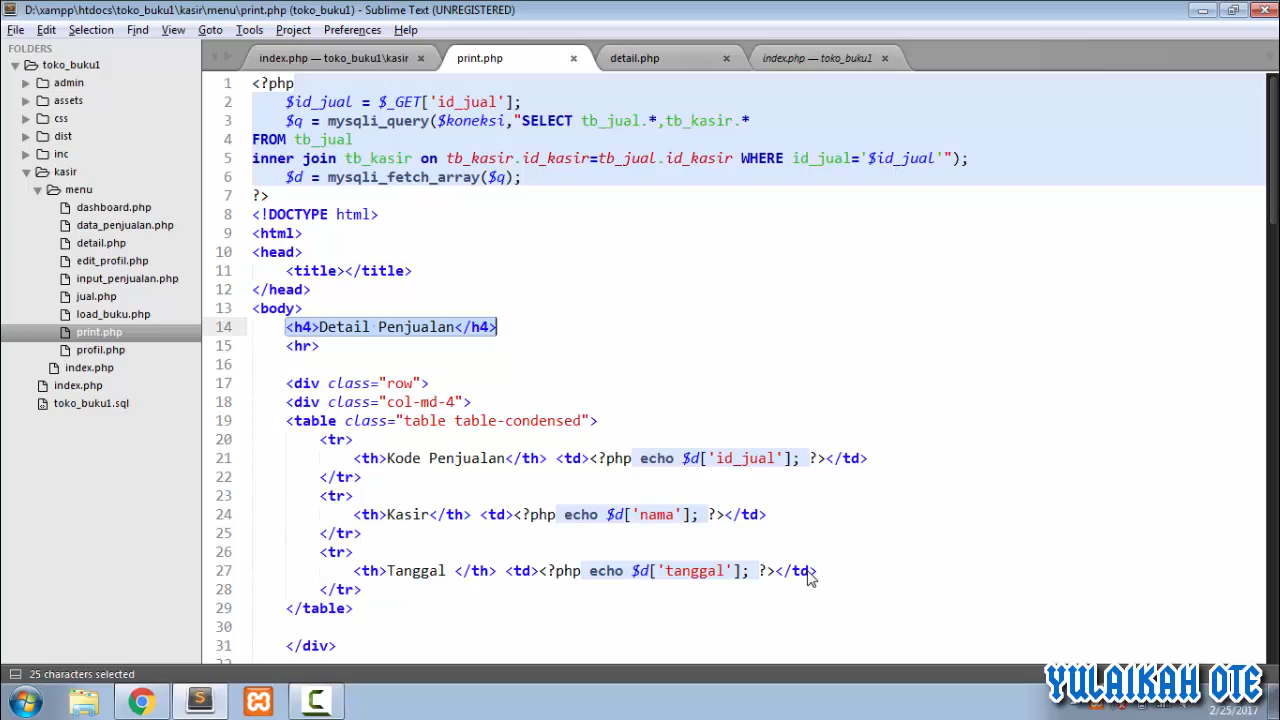 D:\xampp\htdocs\toko_buku1\kasir\menu\print.php (toko_buku1) - Sublime Text (UNREGISTERED)
File Edit Selection Find View Goto Tools Project Preferences Help
FOLDERS
toko_buku1
admin
assets
css
dist
inc
kasir
menu
dashboard.php
data_penjualan.php
detail.php
edit_profil.php
input_penjualan.php
jual.php
load_buku.php
print.php
profil.php
index.php
index.php
toko_buku1.sql
index.php — toko_buku1\kasir × print.php × detail.php × index.php — toko_buku1 ×
1 <?php
2 $id_jual = $_GET['id_jual'];
3 $q = mysqli_query($koneksi,"SELECT tb_jual.*,tb_kasir.*
4 FROM tb_jual
5 inner join tb_kasir on tb_kasir.id_kasir=tb_jual.id_kasir WHERE id_jual='$id_jual'");
6 $d = mysqli_fetch_array($q);
7 ?>
8 <!DOCTYPE html>
9 <html>
10 <head>
11 <title></title>
12 </head>
13 <body>
14 <h4>Detail Penjualan</h4>
15 <hr>
16
17 <div class="row">
18 <div class="col-md-4">
19 <table class="table table-condensed">
20 <tr>
21 <th>Kode Penjualan</th> <td><?php echo $d['id_jual']; ?></td>
22 </tr>
23 <tr>
24 <th>Kasir</th> <td><?php echo $d['nama']; ?></td>
25 </tr>
26 <tr>
27 <th>Tanggal </th> <td><?php echo $d['tanggal']; ?></td>
28 </tr>
29 </table>
30
31 </div>
25 characters selected
YULAIKAH OTE
2/25/2017